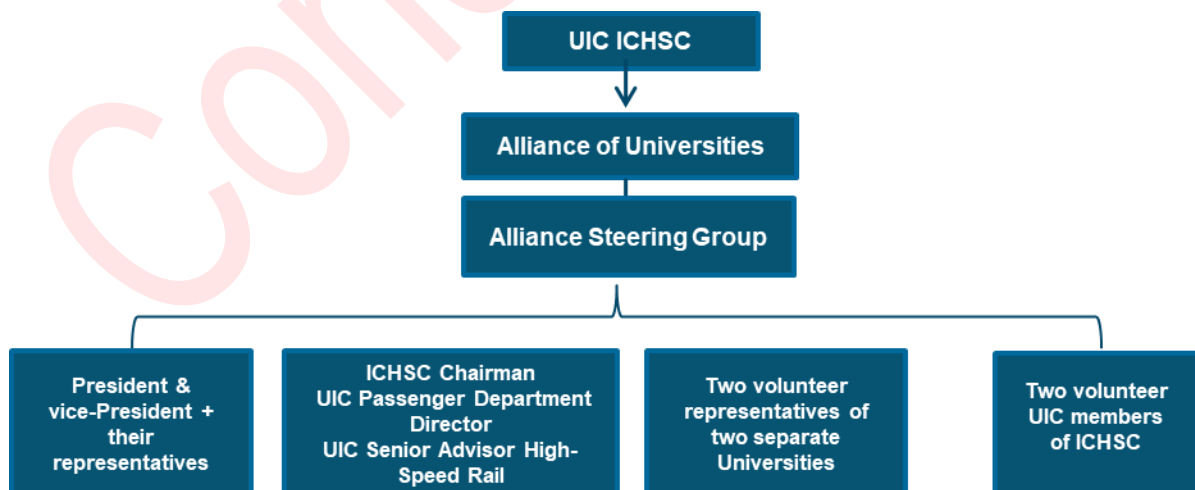 UIC ICHSC
Alliance of Universities
Alliance Steering Group
President &
vice-President +
their
representatives
ICHSC Chairman
UIC Passenger Department
Director
UIC Senior Advisor High-
Speed Rail
Two volunteer
representatives of
two separate
Universities
Two volunteer
UIC members
of ICHSC